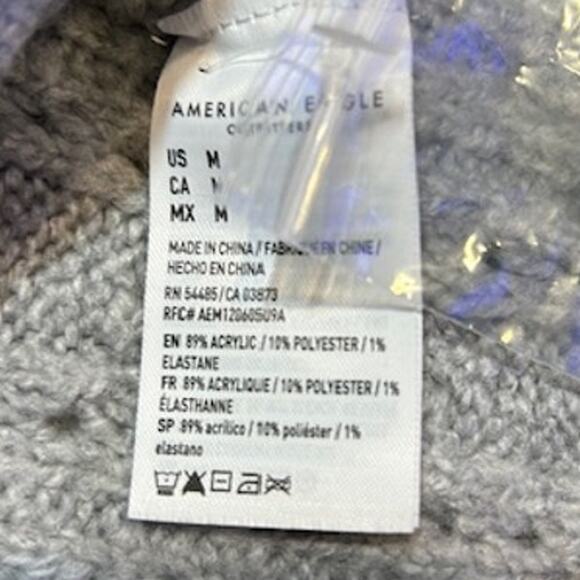 AMERICAN EAGLE
OUTFITTERS
US M
CA M
MX M
MADE IN CHINA / FABRIQUE EN CHINE /
HECHO EN CHINA
RN 54485 / CA 03873
RFC# AEM120605U9A
EN 89% ACRYLIC / 10% POLYESTER / 1%
ELASTANE
FR 89% ACRYLIQUE / 10% POLYESTER / 1%
ÉLASTHANNE
SP 89% acrílico / 10% poliéster / 1%
elastano